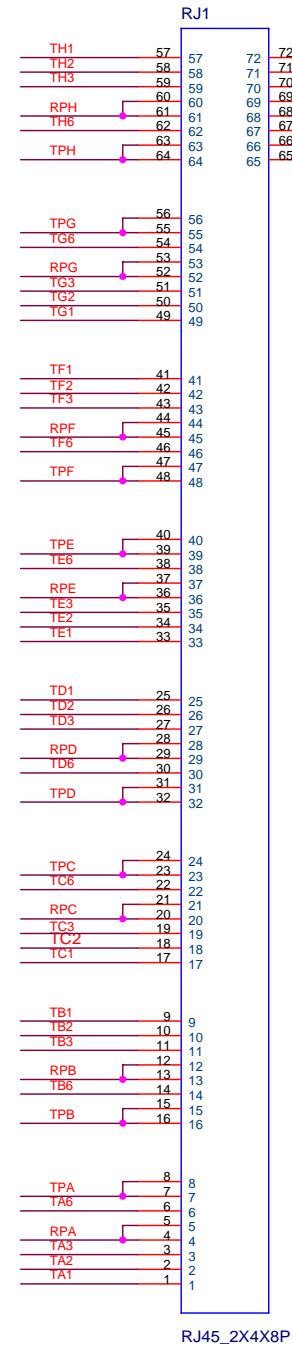 RJ1
TH1 57 57 72 72
TH2 58 58 71 71
TH3 59 59 70 70
60 60 69 69
RPH 61 61 68 68
TH6 62 62 67 67
63 63 66 66
TPH 64 64 65 65
56 56
TPG 55 55
TG6 54 54
53 53
RPG 52 52
TG3 51 51
TG2 50 50
TG1 49 49
TF1 41 41
TF2 42 42
TF3 43 43
44 44
RPF 45 45
TF6 46 46
47 47
TPF 48 48
40 40
TPE 39 39
TE6 38 38
37 37
RPE 36 36
TE3 35 35
TE2 34 34
TE1 33 33
TD1 25 25
TD2 26 26
TD3 27 27
28 28
RPD 29 29
TD6 30 30
31 31
TPD 32 32
24 24
TPC 23 23
TC6 22 22
21 21
RPC 20 20
TC3 19 19
TC2 18 18
TC1 17 17
TB1 9 9
TB2 10 10
TB3 11 11
12 12
RPB 13 13
TB6 14 14
15 15
TPB 16 16
8 8
TPA 7 7
TA6 6 6
5 5
RPA 4 4
TA3 3 3
TA2 2 2
TA1 1 1
RJ45_2X4X8P